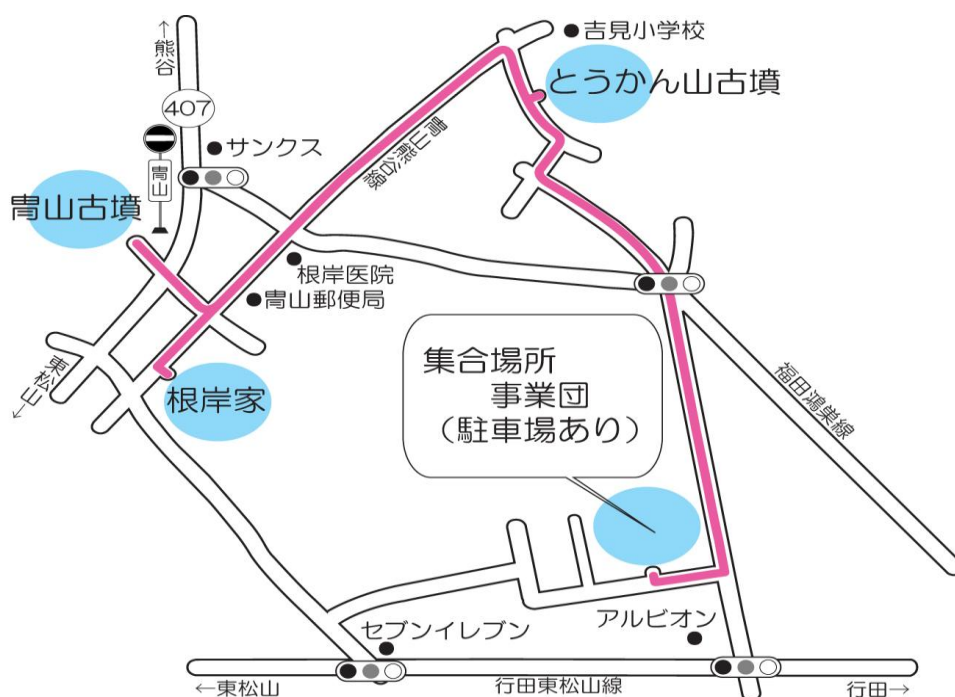 ←熊谷
407
吉見小学校
とうかん山古墳
サンクス
冑山
冑山熊谷線
冑山古墳
根岸医院
冑山郵便局
東松山→
根岸家
集合場所
事業団
（駐車場あり）
福田鴻巣線
アルビオン
セブンイレブン
←東松山
行田東松山線
行田→